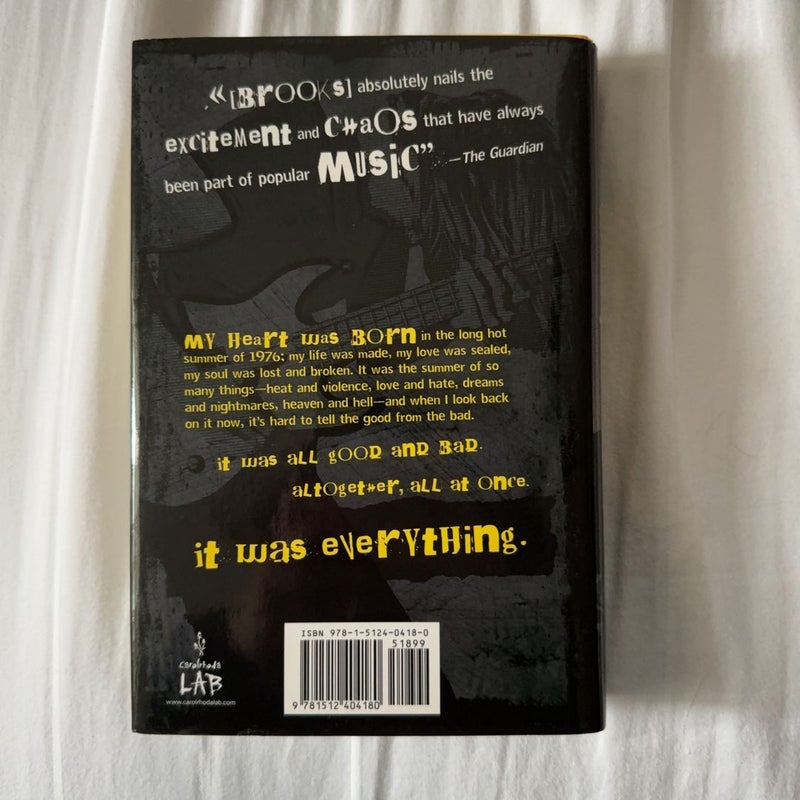 “[BrOOks] absolutely nails the
exciteMent and CHaOs that have always
been part of popular MUsiC” —The Guardian
MY Heart was BOrn in the long hot
summer of 1976; my life was made, my love was sealed,
my soul was lost and broken. It was the summer of so
many things—heat and violence, love and hate, dreams
and nightmares, heaven and hell—and when I look back
on it now, it's hard to tell the good from the bad.
it was aLL gOOD anD BaD.
aLtOgetHer, aLL at Once.
it was everYtHing.
ISBN 978-1-5124-0418-0
51899
9 781512 404180
carolrhoda
LAB
www.carolrhodalab.com